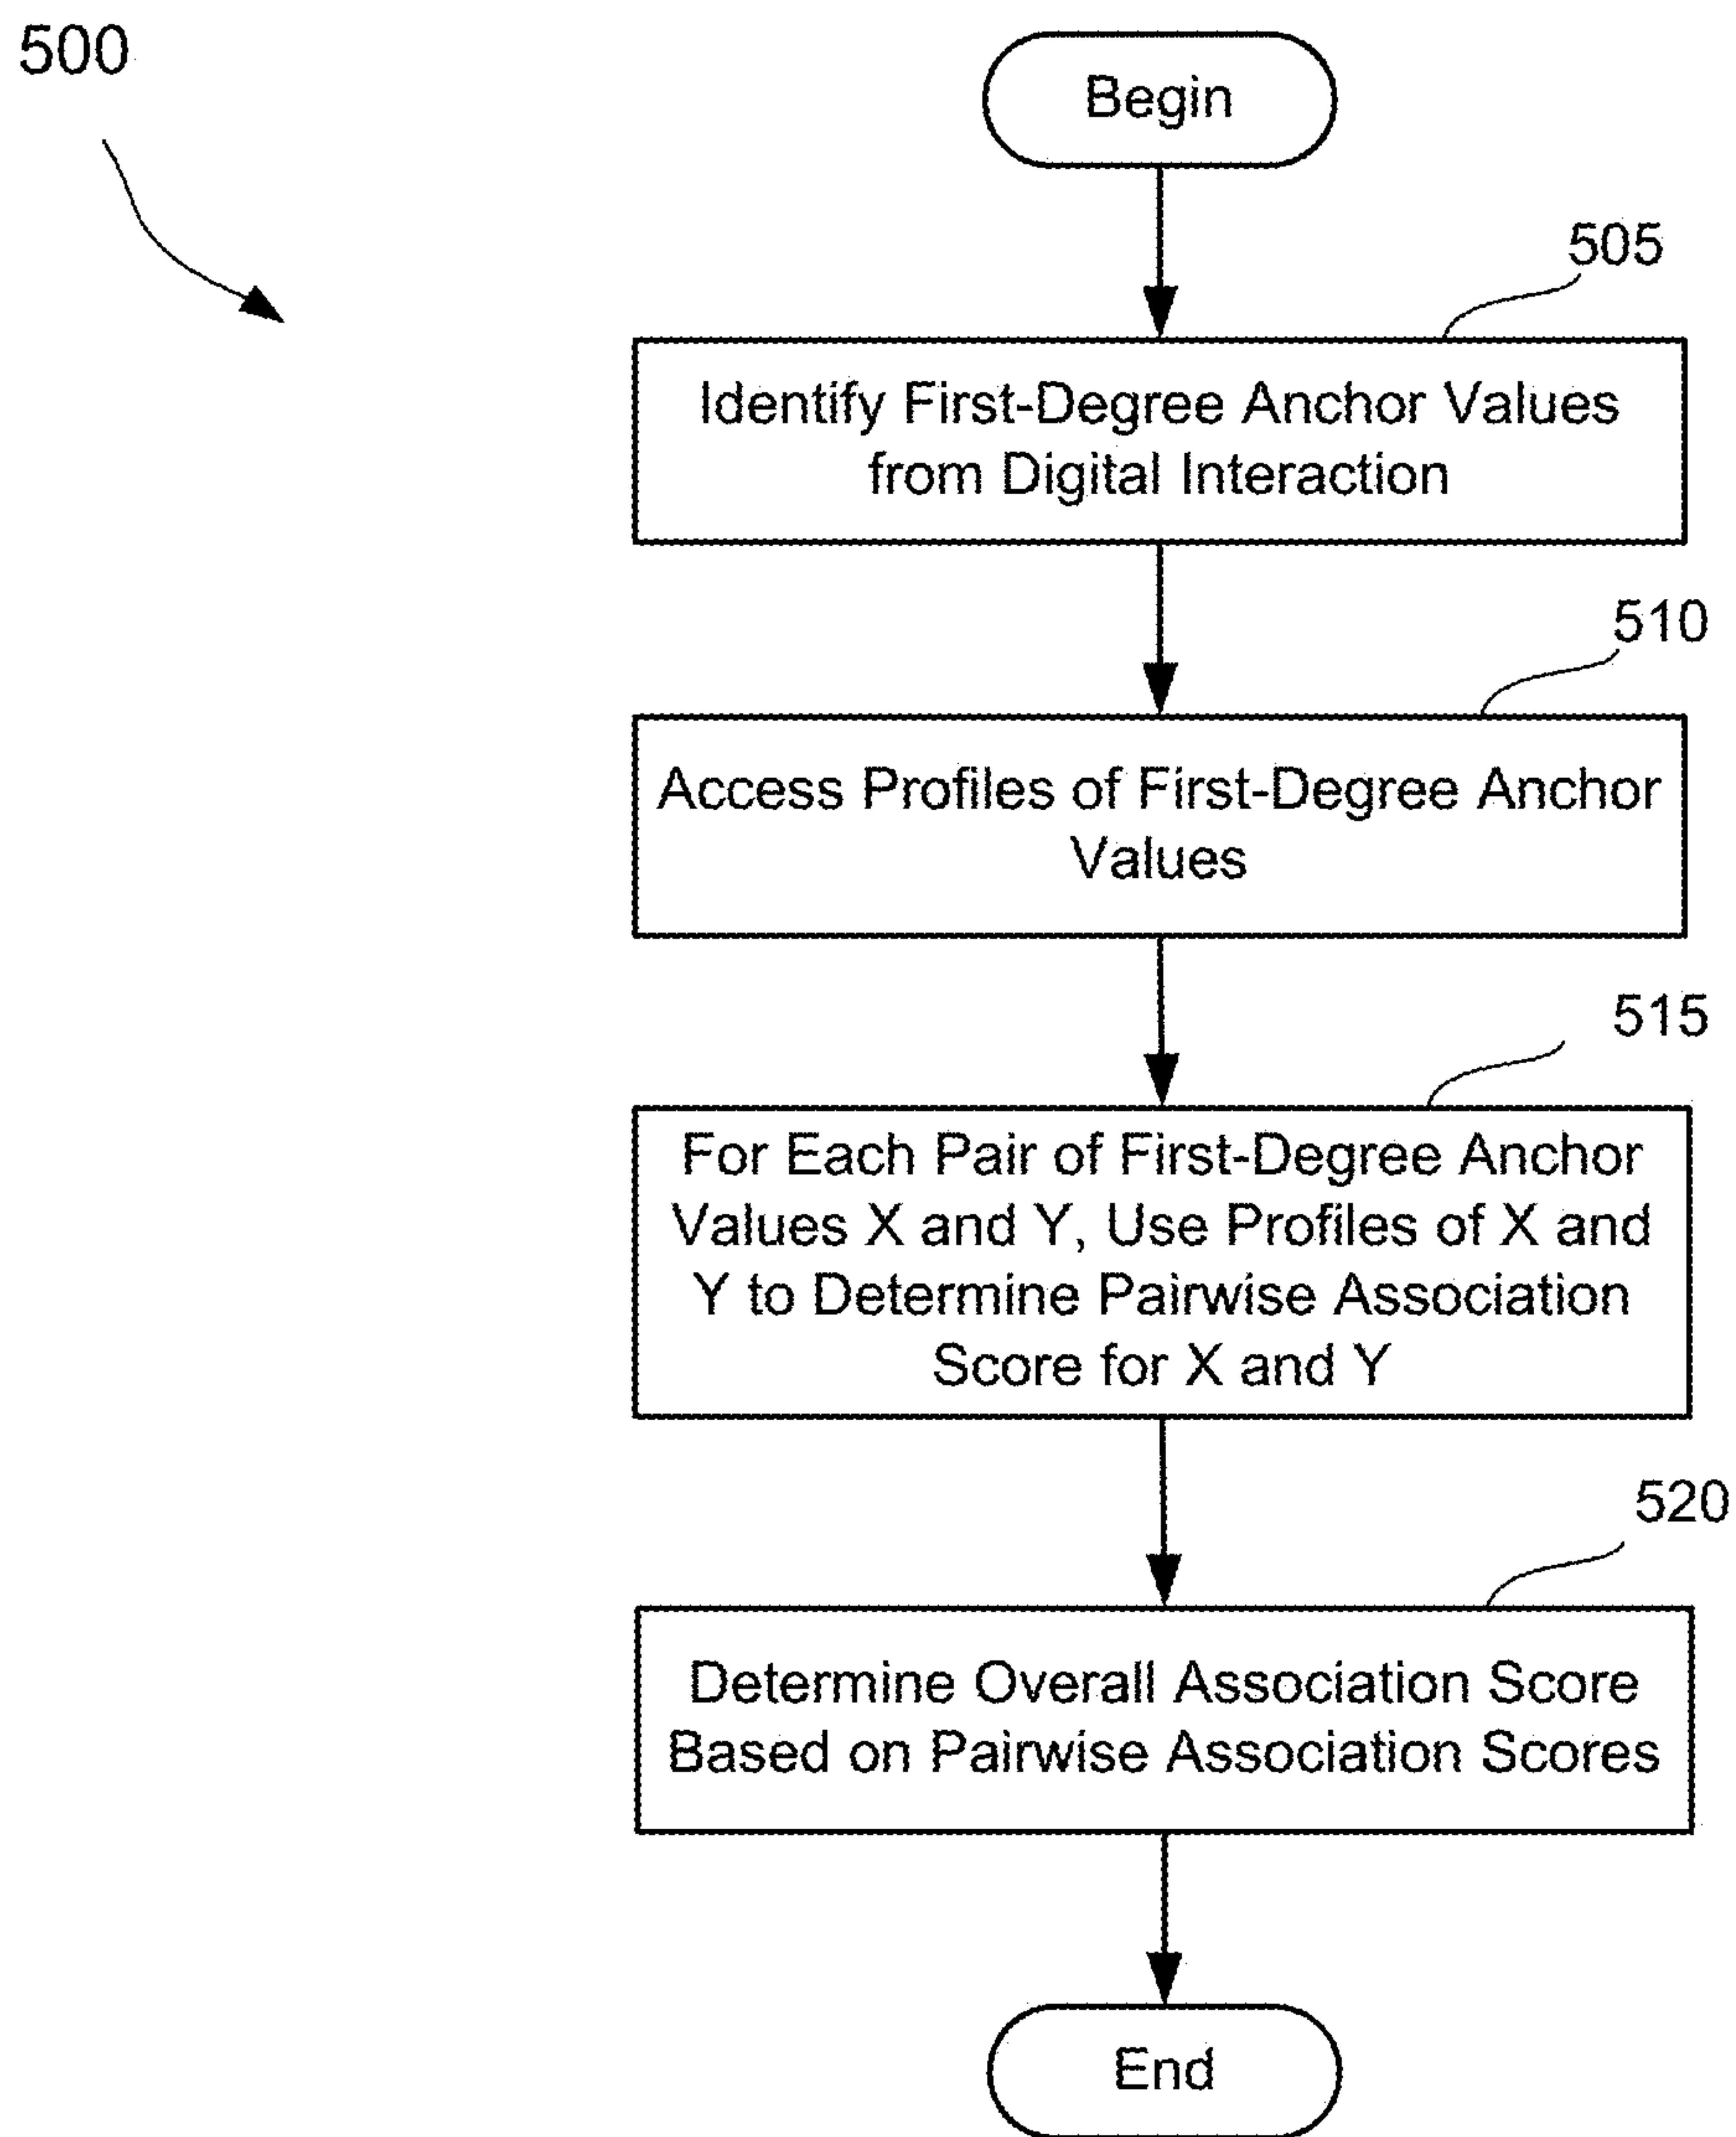 500
Begin
505
Identify First-Degree Anchor Values
from Digital Interaction
510
Access Profiles of First-Degree Anchor
Values
515
For Each Pair of First-Degree Anchor
Values X and Y, Use Profiles of X and
Y to Determine Pairwise Association
Score for X and Y
520
Determine Overall Association Score
Based on Pairwise Association Scores
End